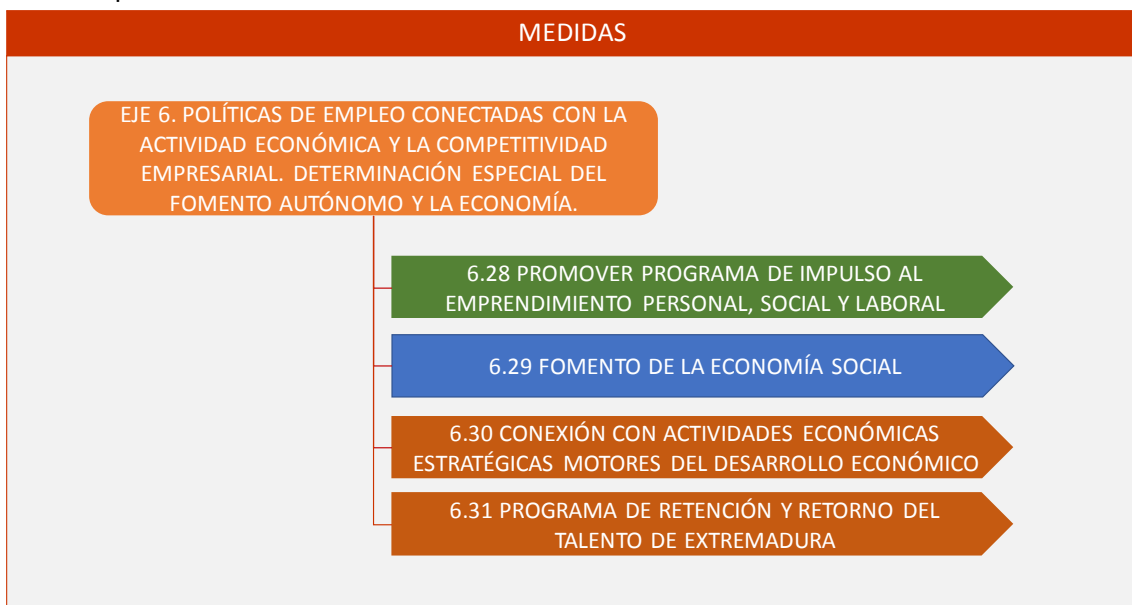 MEDIDAS
EJE 6. POLÍTICAS DE EMPLEO CONECTADAS CON LA
ACTIVIDAD ECONÓMICA Y LA COMPETITIVIDAD
EMPRESARIAL. DETERMINACIÓN ESPECIAL DEL
FOMENTO AUTÓNOMO Y LA ECONOMÍA.
6.28 PROMOVER PROGRAMA DE IMPULSO AL
EMPRENDIMIENTO PERSONAL, SOCIAL Y LABORAL
6.29 FOMENTO DE LA ECONOMÍA SOCIAL
6.30 CONEXIÓN CON ACTIVIDADES ECONÓMICAS
ESTRATÉGICAS MOTORES DEL DESARROLLO ECONÓMICO
6.31 PROGRAMA DE RETENCIÓN Y RETORNO DEL
TALENTO DE EXTREMADURA